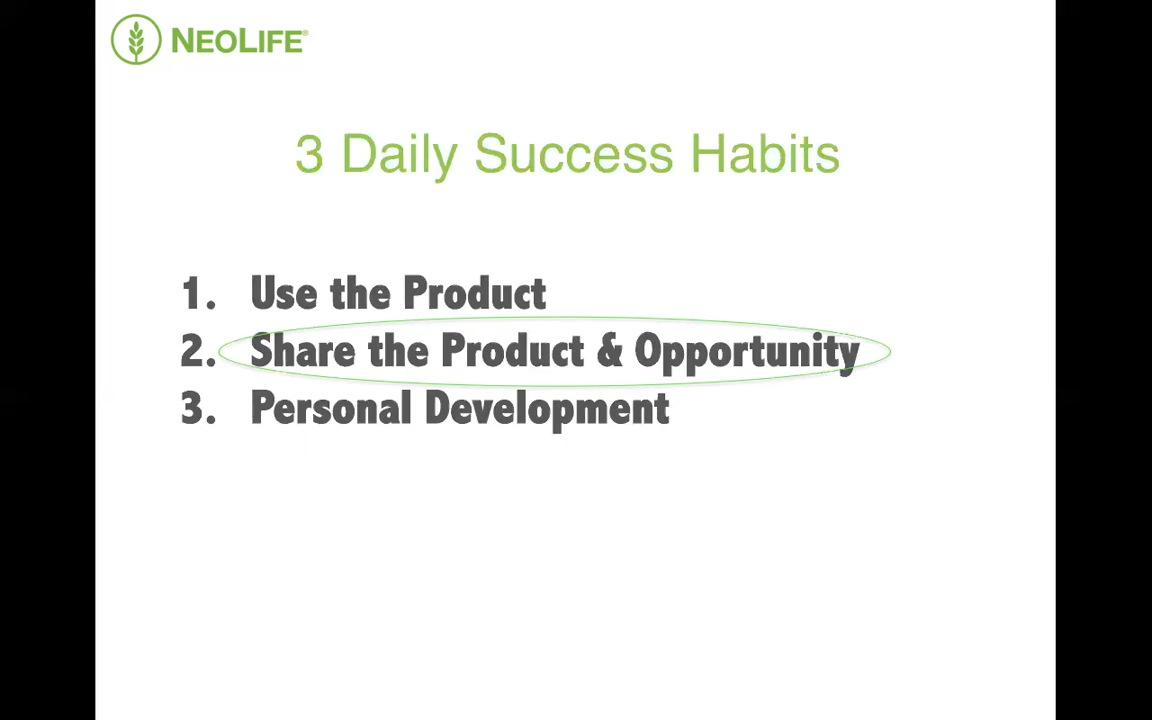 NEOLIFE®
3 Daily Success Habits
1. Use the Product
2. Share the Product & Opportunity
3. Personal Development